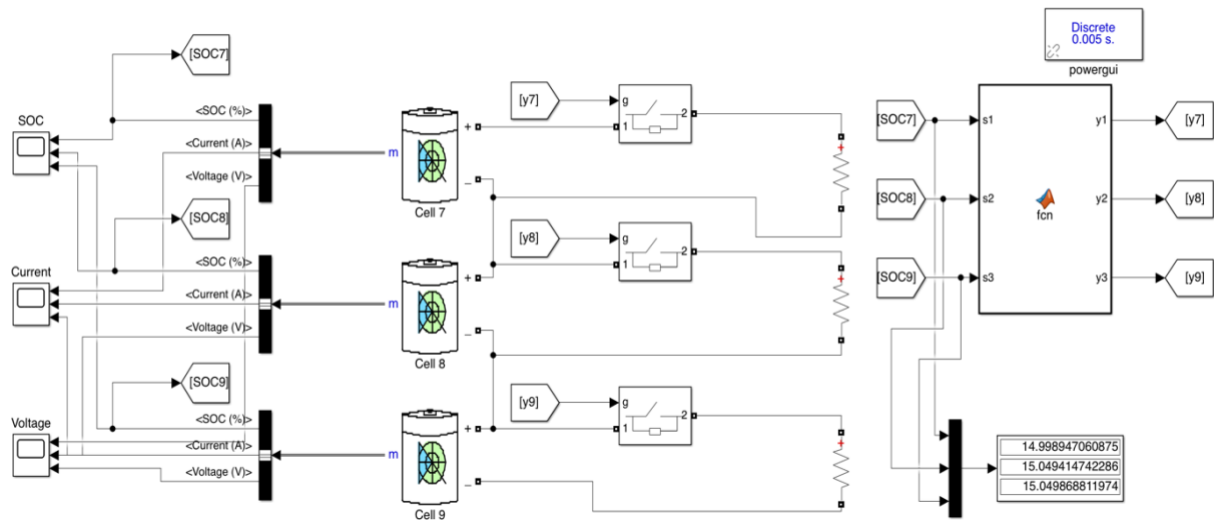 [SOC7]
Discrete
0.005 s.
powergui
SOC
<SOC (%)>
<Current (A)>
<Voltage (V)>
m
+
_
Cell 7
[y7]
g
1
2
+
[SOC7]
s1
y1
[y7]
[SOC8]
[y8]
g
1
2
+
[SOC8]
s2
fcn
y2
[y8]
Current
<SOC (%)>
<Current (A)>
<Voltage (V)>
m
+
_
Cell 8
[SOC9]
s3
y3
[y9]
[SOC9]
[y9]
g
1
2
+
Voltage
<SOC (%)>
<Current (A)>
<Voltage (V)>
m
+
_
Cell 9
14.998947060875
15.049414742286
15.049868811974